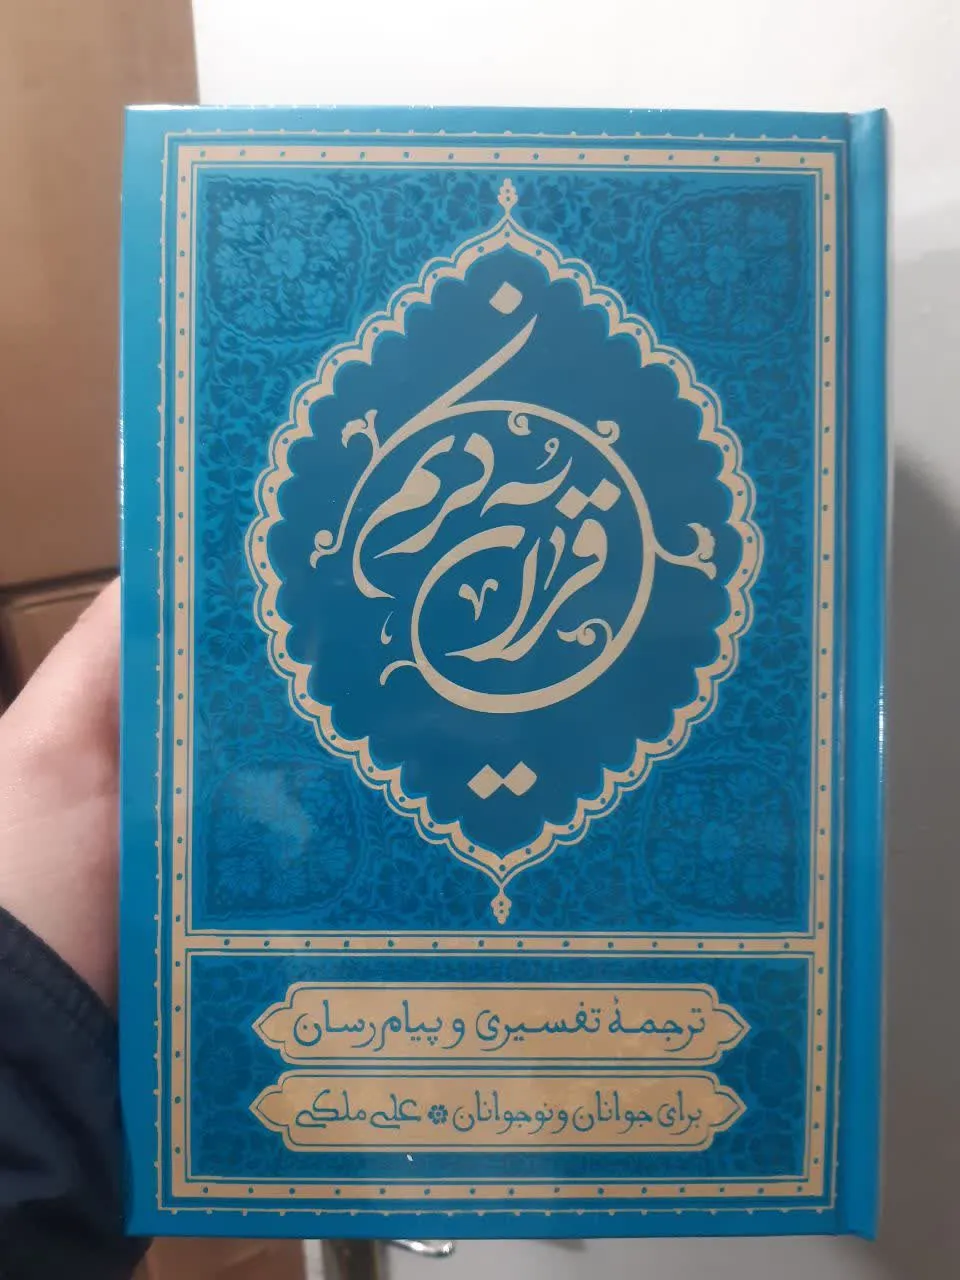 قرآن کریم
ترجمهٔ تفسیری و پیام‌رسان
برای جوانان و نوجوانان علی ملکی